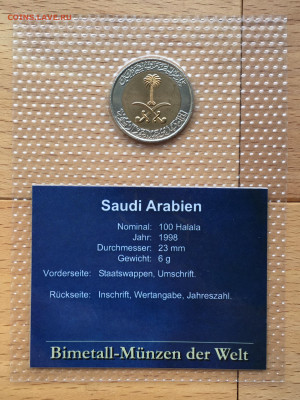 COINS.LAVE.RU
Saudi Arabien
Nominal: 100 Halala
Jahr: 1998
Durchmesser: 23 mm
Gewicht: 6 g
Vorderseite: Staatswappen, Umschrift.
Rückseite: Inschrift, Wertangabe, Jahreszahl.
Bimetall-Münzen der Welt